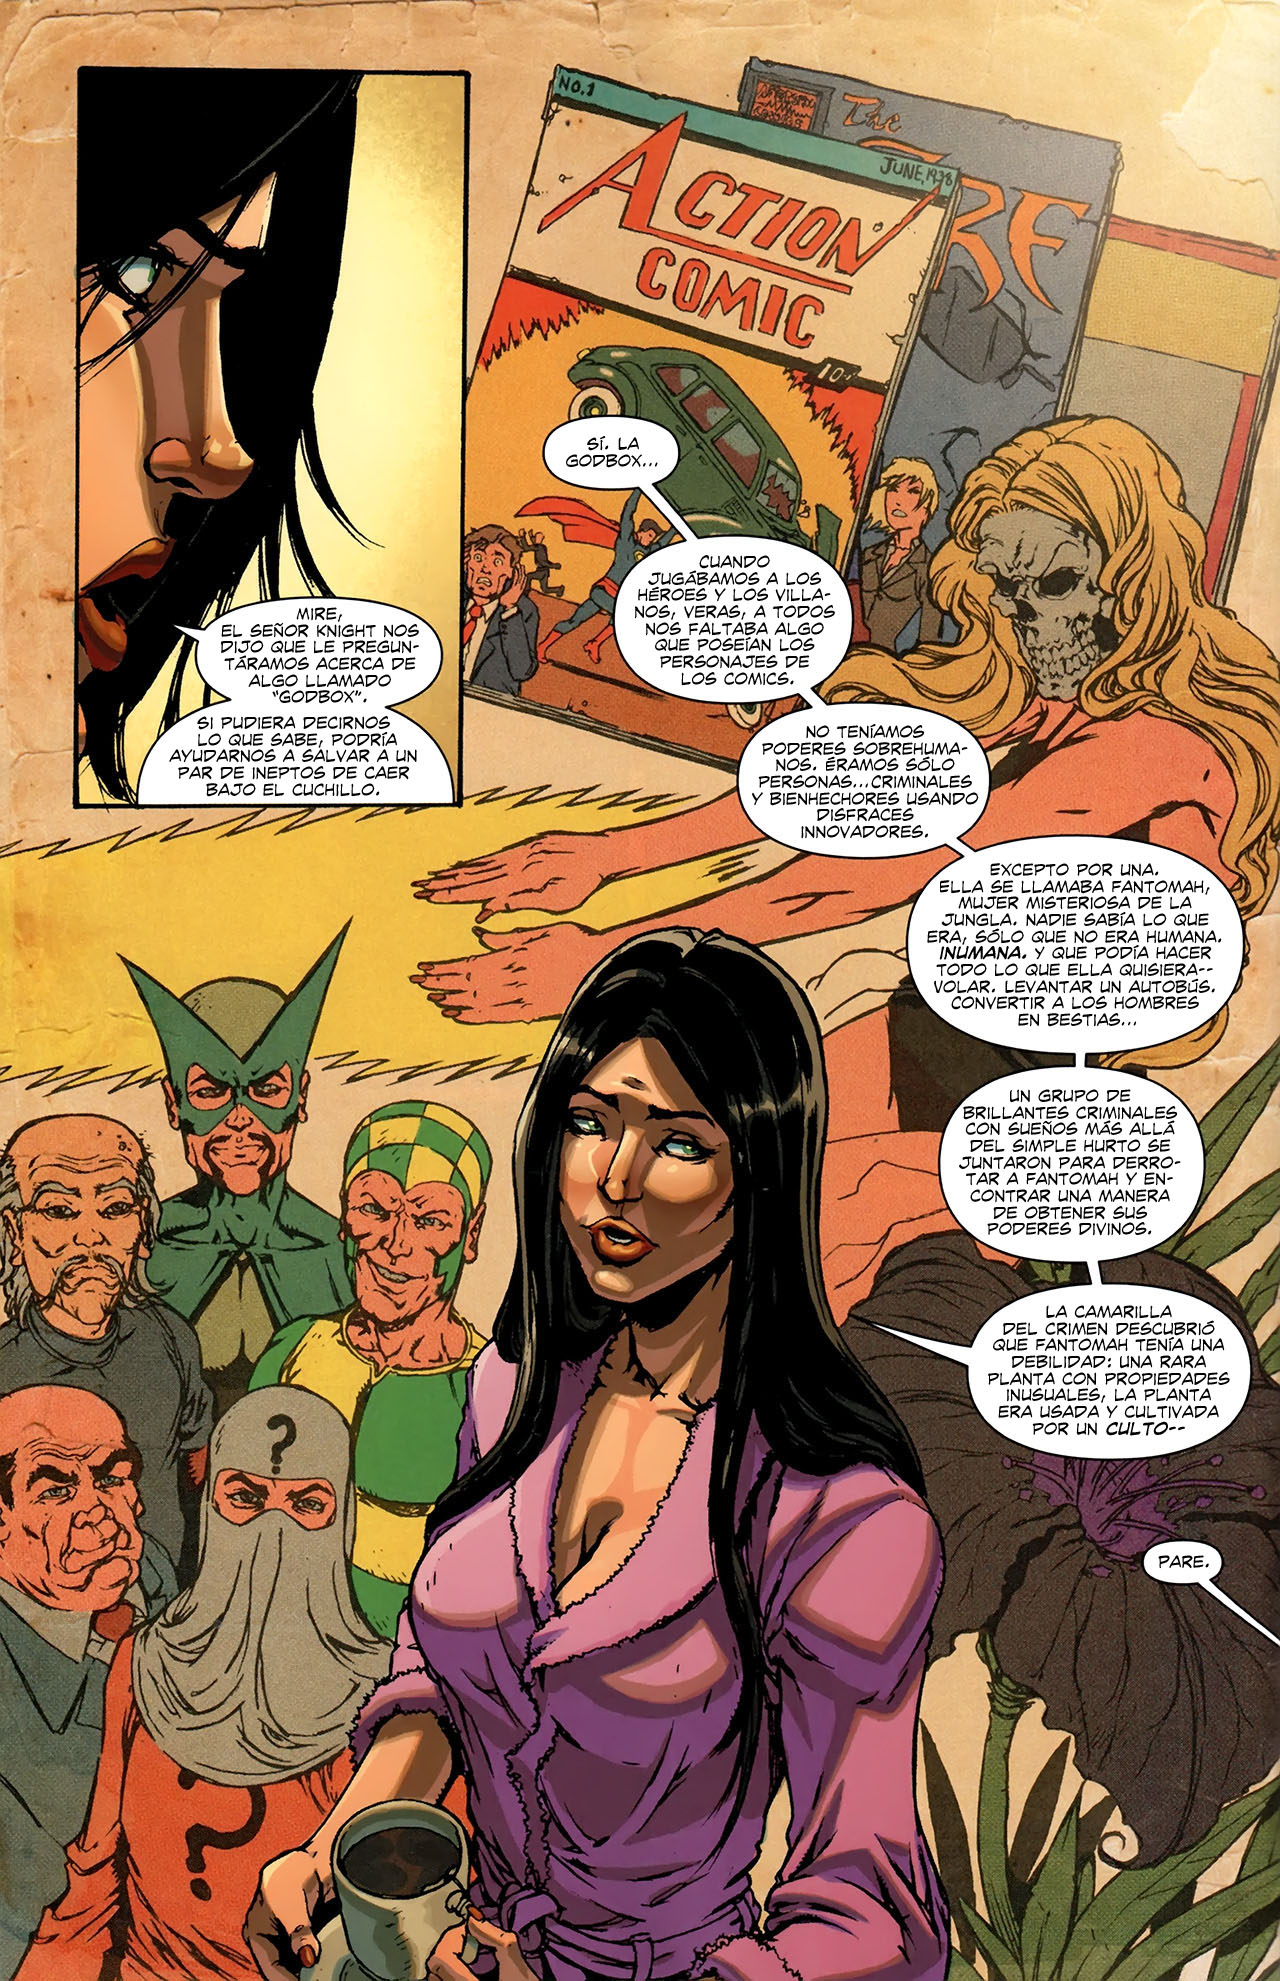 NO.1
JUNE, 1938
ACTION
COMIC
10¢
The
MIRE,
EL SEÑOR KNIGHT NOS
DIJO QUE LE PREGUN-
TÁRAMOS ACERCA DE
ALGO LLAMADO
“GODBOX”.
SI PUDIERA DECIRNOS
LO QUE SABE, PODRÍA
AYUDARNOS A SALVAR A UN
PAR DE INEPTOS DE CAER
BAJO EL CUCHILLO.
SÍ. LA
GODBOX...
CUANDO
JUGÁBAMOS A LOS
HÉROES Y LOS VILLA-
NOS, VERAS, A TODOS
NOS FALTABA ALGO
QUE POSEÍAN LOS
PERSONAJES DE
LOS COMICS.
NO TENÍAMOS
PODERES SOBREHUMA-
NOS. ÉRAMOS SÓLO
PERSONAS...CRIMINALES
Y BIENHECHORES USANDO
DISFRACES
INNOVADORES.
EXCEPTO POR UNA.
ELLA SE LLAMABA FANTOMAH,
MUJER MISTERIOSA DE LA
JUNGLA. NADIE SABÍA LO QUE
ERA, SÓLO QUE NO ERA HUMANA.
INUMANA. Y QUE PODÍA HACER
TODO LO QUE ELLA QUISIERA--
VOLAR. LEVANTAR UN AUTOBÚS.
CONVERTIR A LOS HOMBRES
EN BESTIAS...
UN GRUPO DE
BRILLANTES CRIMINALES
CON SUEÑOS MÁS ALLÁ
DEL SIMPLE HURTO SE
JUNTARON PARA DERRO-
TAR A FANTOMAH Y EN-
CONTRAR UNA MANERA
DE OBTENER SUS
PODERES DIVINOS.
LA CAMARILLA
DEL CRIMEN DESCUBRIÓ
QUE FANTOMAH TENÍA UNA
DEBILIDAD: UNA RARA
PLANTA CON PROPIEDADES
INUSUALES, LA PLANTA
ERA USADA Y CULTIVADA
POR UN CULTO--
?
?
?
PARE.